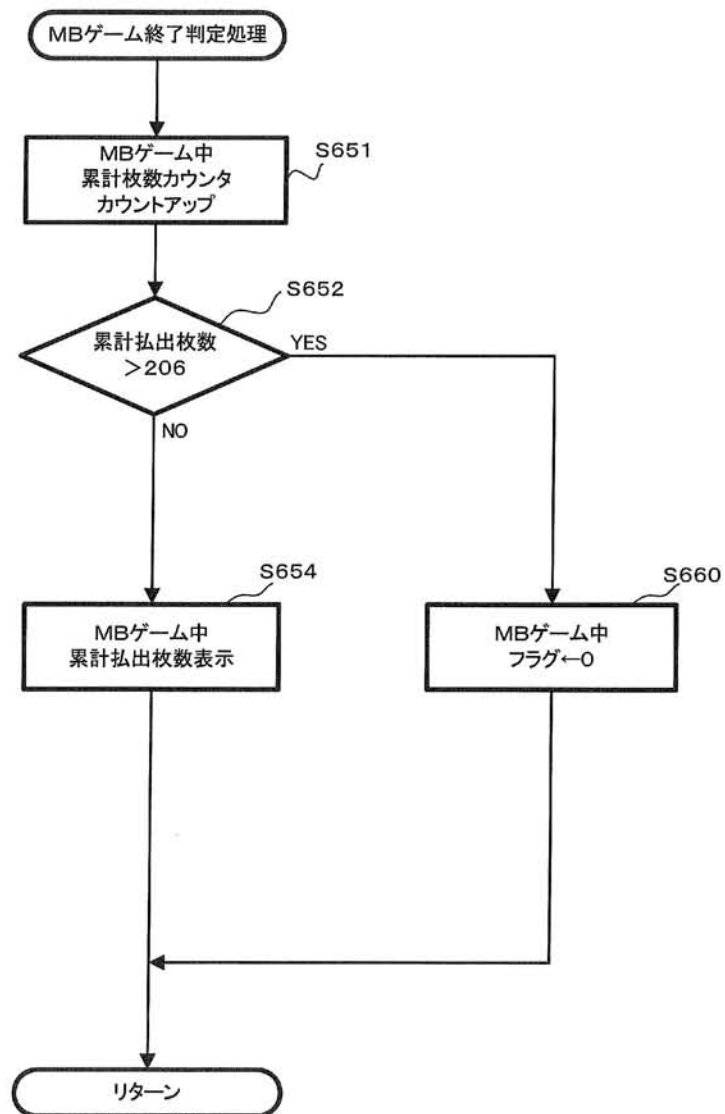 MBゲーム終了判定処理
S651
MBゲーム中
累計枚数カウンタ
カウントアップ
S652
累計払出枚数
>206
YES
NO
S654
MBゲーム中
累計払出枚数表示
S660
MBゲーム中
フラグ←0
リターン